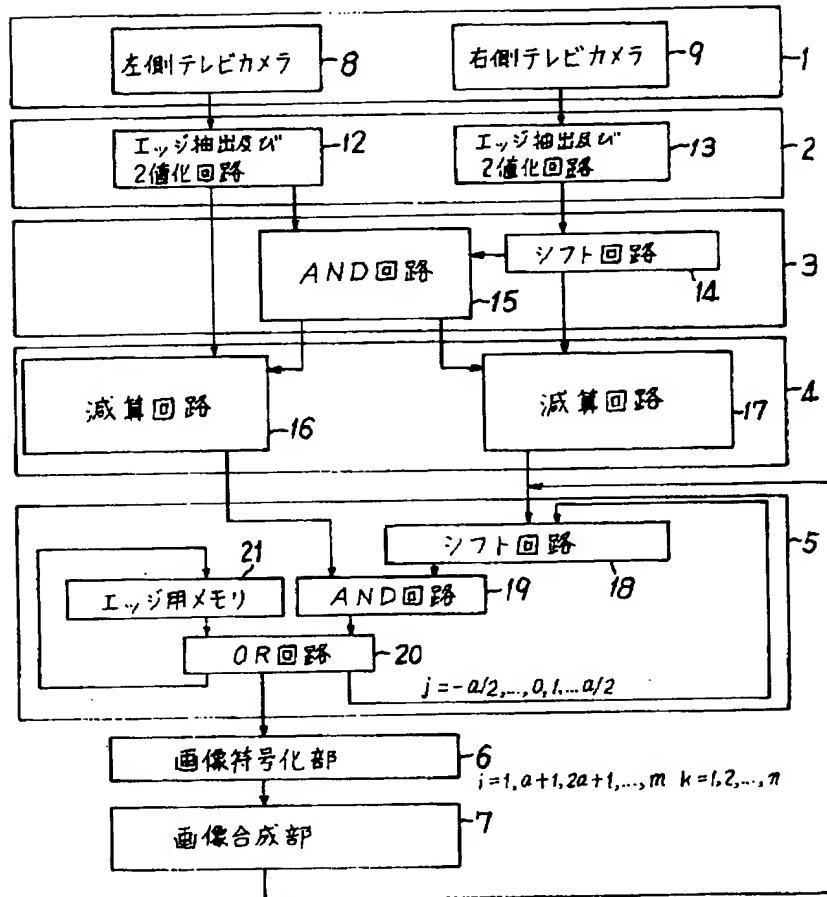 左側テレビカメラ
8
右側テレビカメラ
9
1
エッジ抽出及び
2値化回路
12
エッジ抽出及び
2値化回路
13
2
AND回路
15
シフト回路
14
3
減算回路
16
減算回路
17
4
シフト回路
18
5
21
エッジ用メモリ
AND回路
19
OR回路
20
j=-a/2,...,0,1,...a/2
画像符号化部
6
i=1,a+1,2a+1,...,m k=1,2,...,n
画像合成部
7